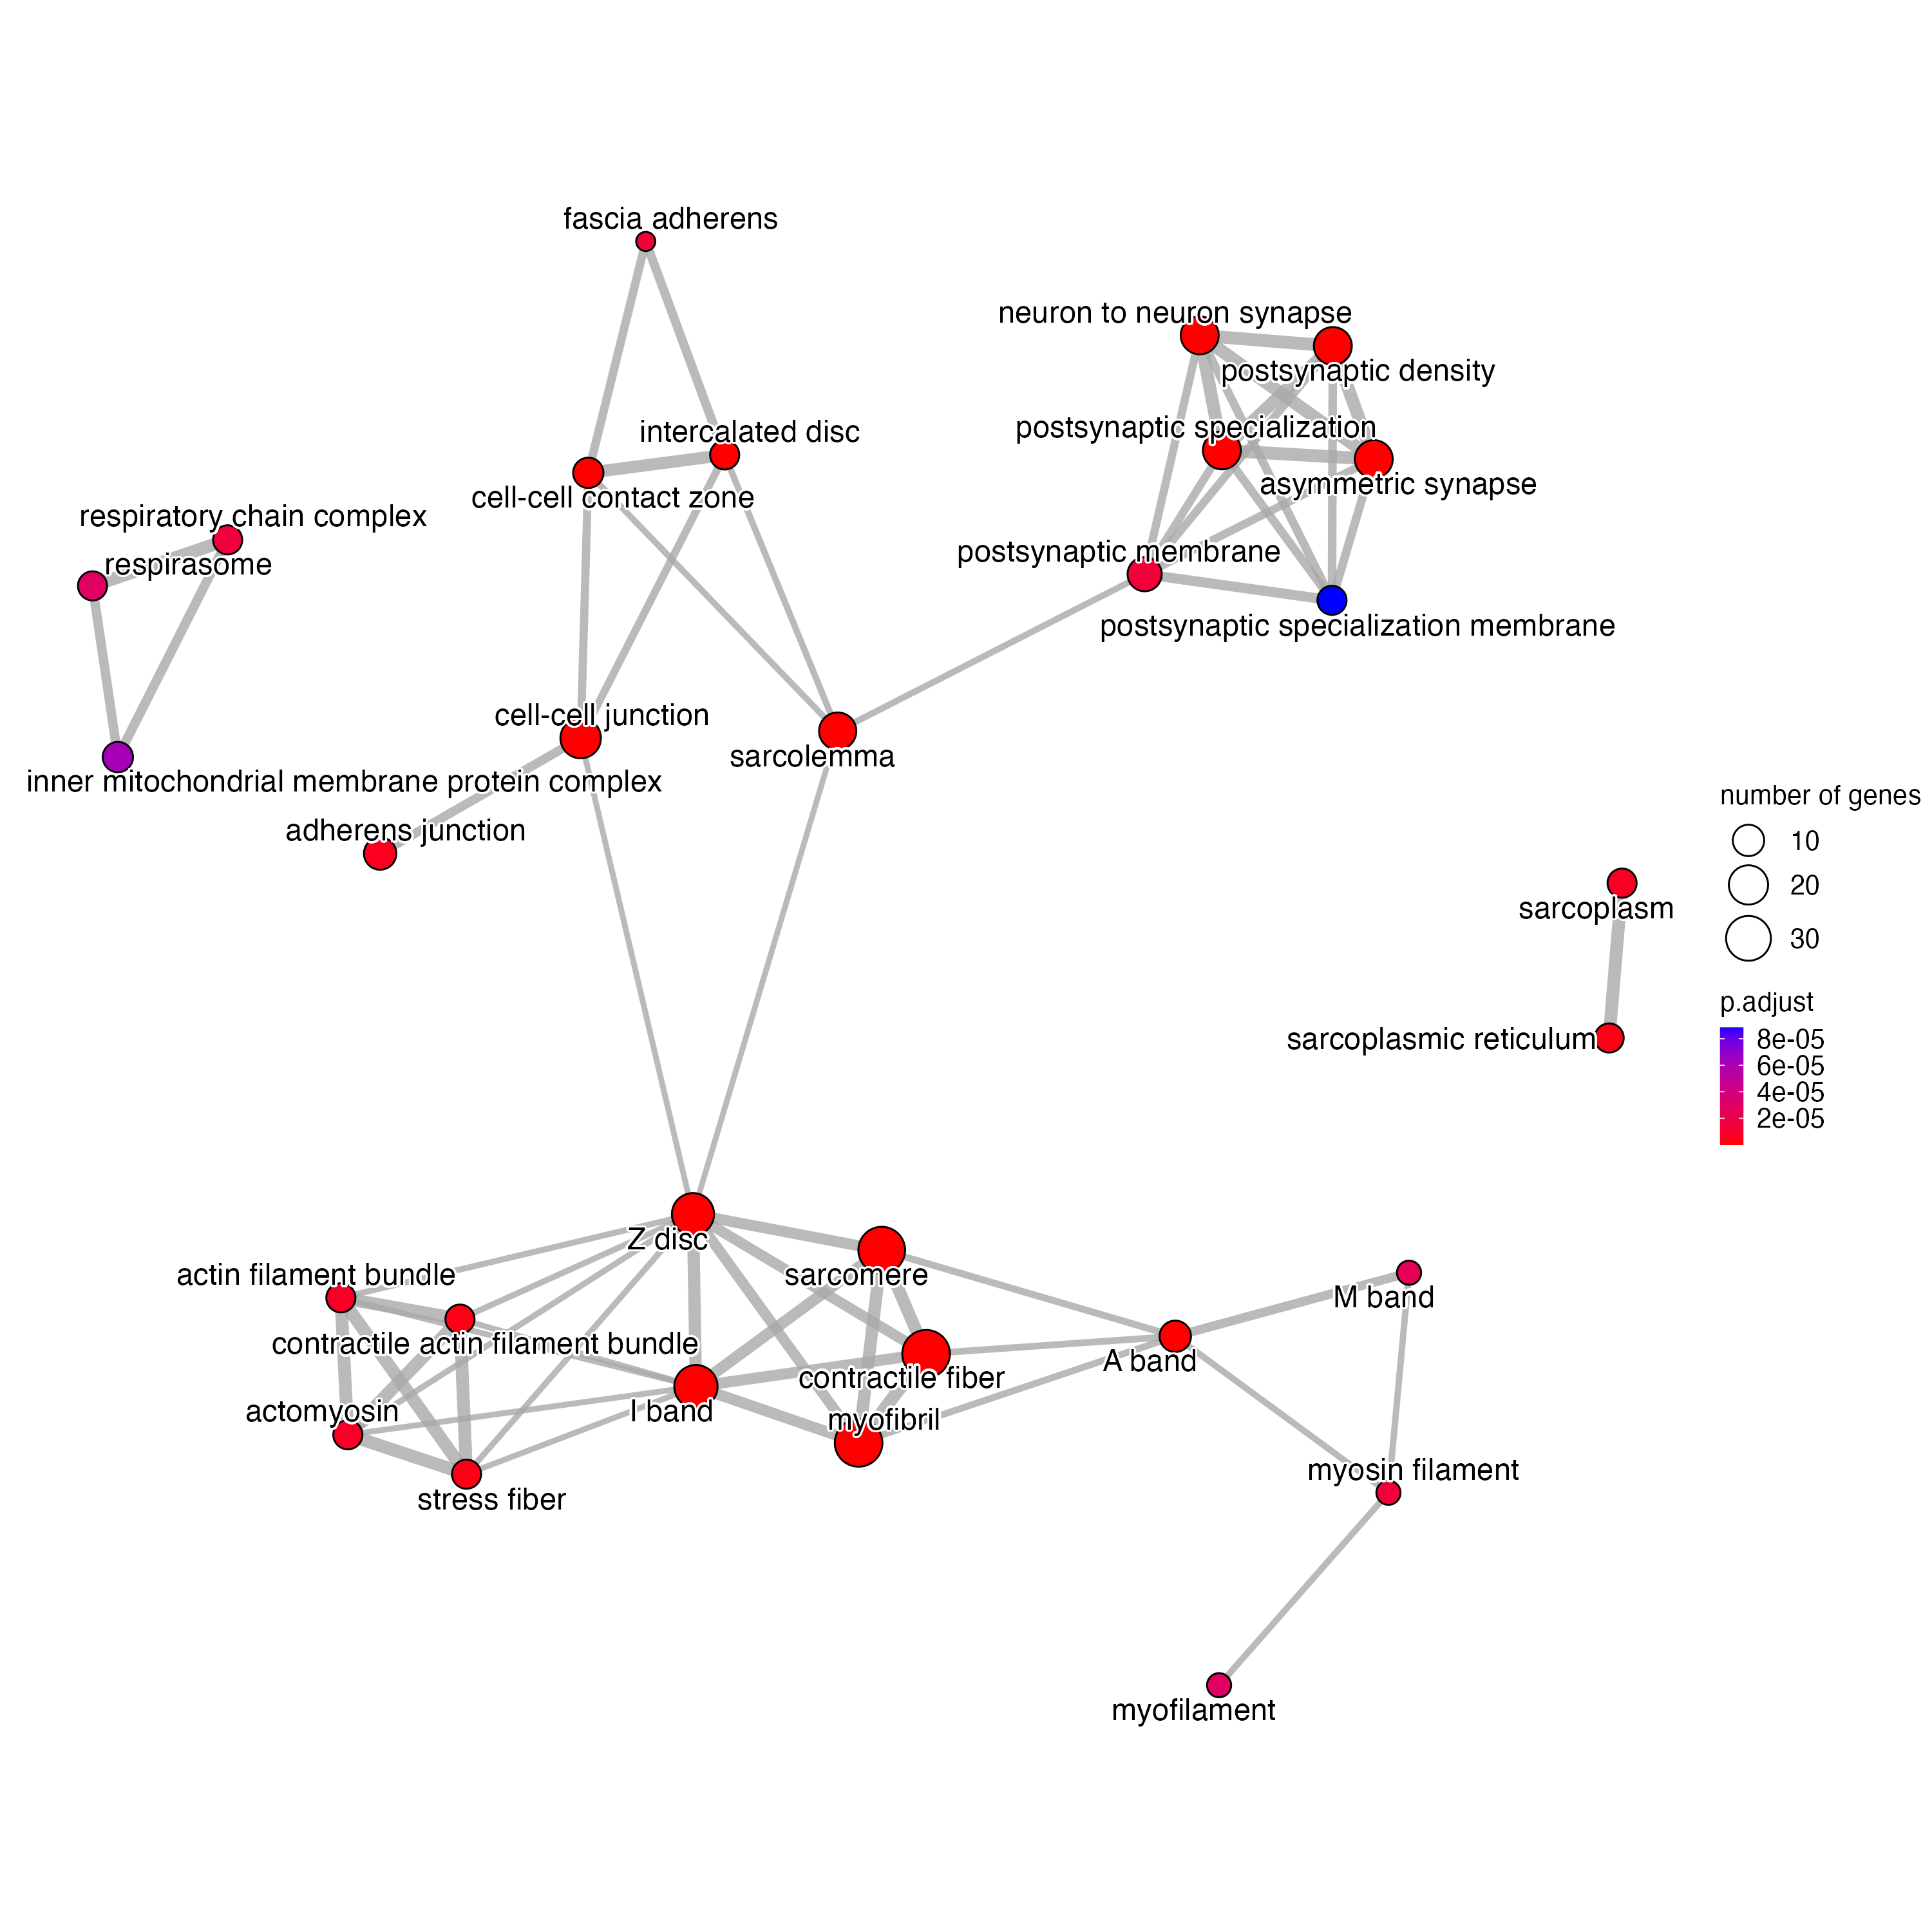 fascia adherens
neuron to neuron synapse
postsynaptic density
postsynaptic specialization
intercalated disc
asymmetric synapse
cell-cell contact zone
respiratory chain complex
respirasome
postsynaptic membrane
postsynaptic specialization membrane
cell-cell junction
sarcolemma
inner mitochondrial membrane protein complex
adherens junction
number of genes
10
20
30
sarcoplasm
sarcoplasmic reticulum
p.adjust
8e-05
6e-05
4e-05
2e-05
Z disc
actin filament bundle
sarcomere
M band
contractile actin filament bundle
A band
contractile fiber
actomyosin
I band
myofibril
myosin filament
stress fiber
myofilament